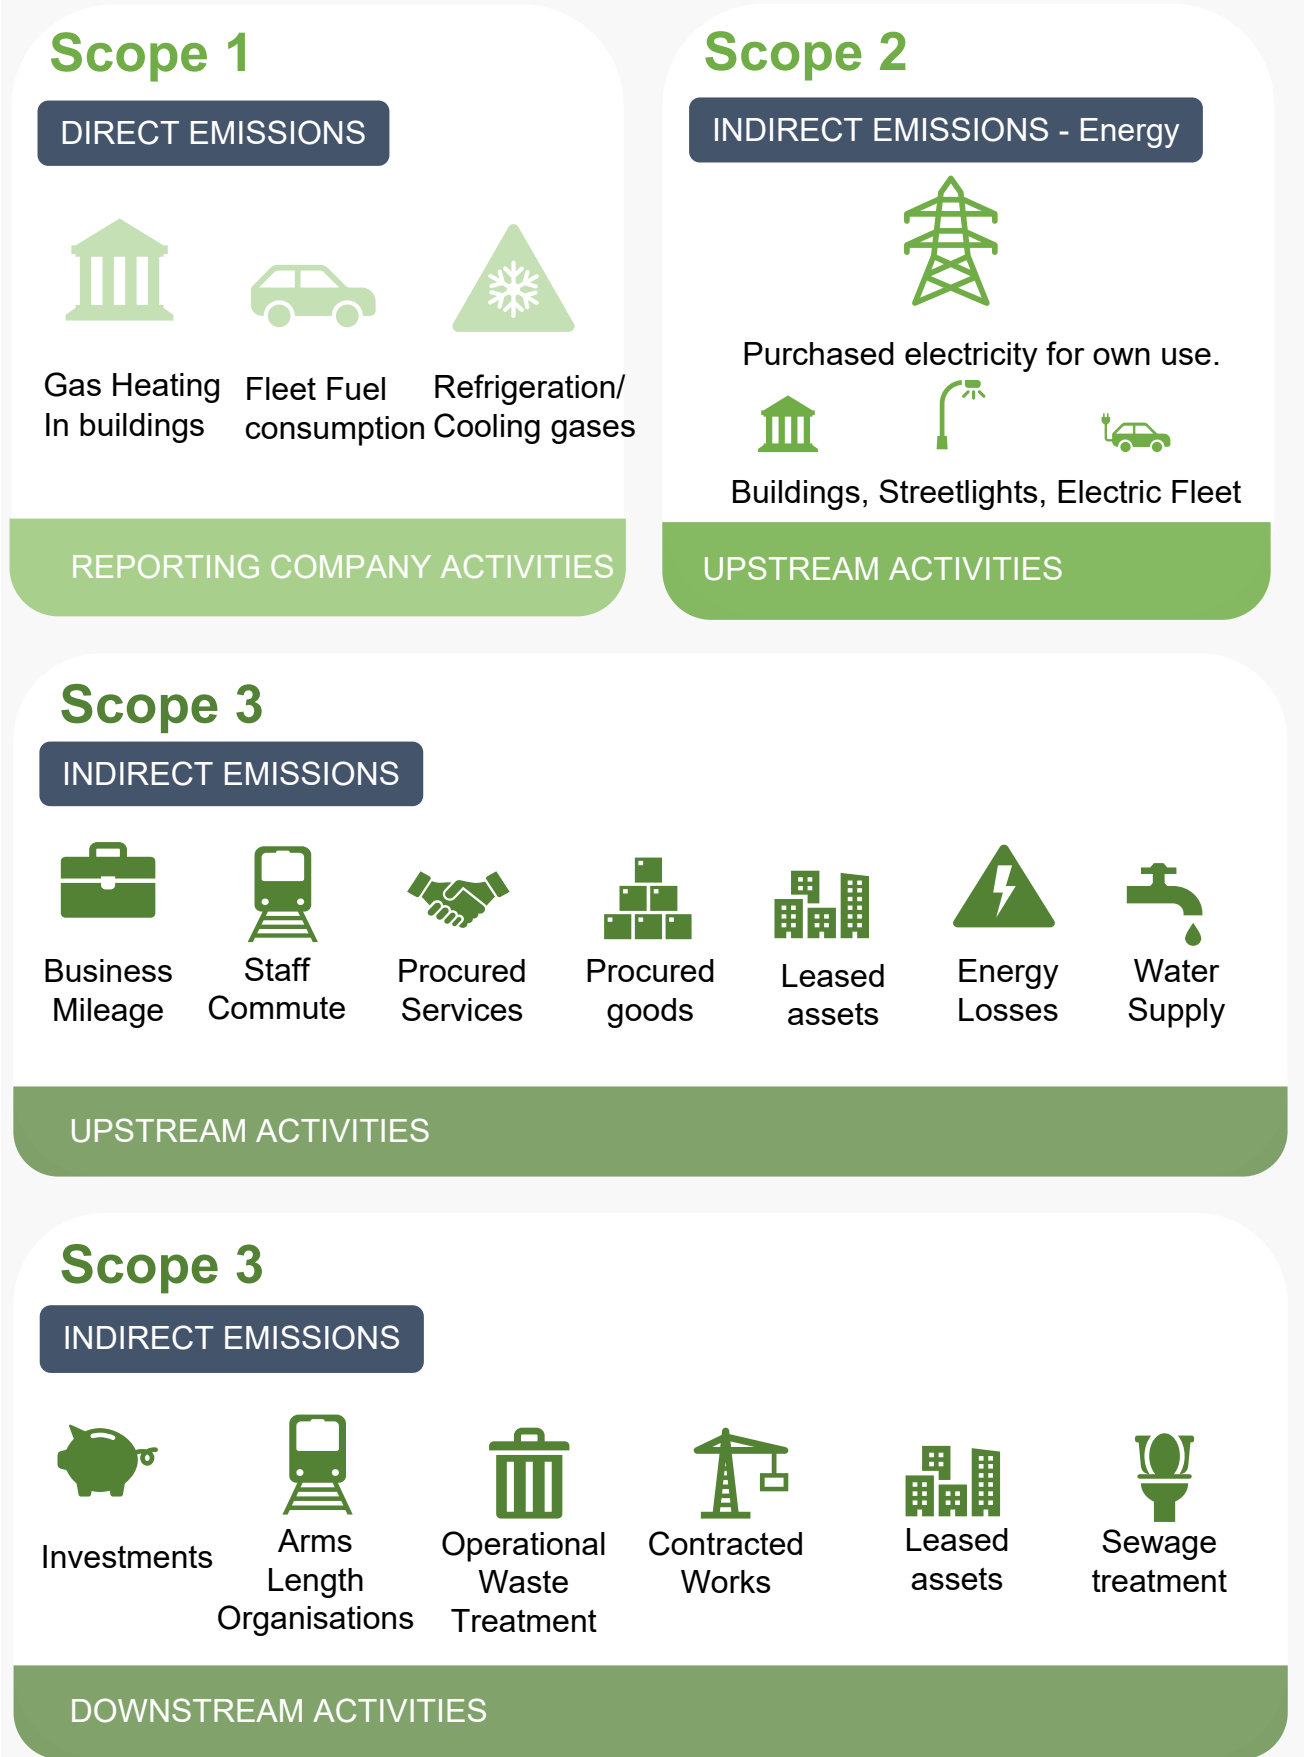 Scope 1
DIRECT EMISSIONS
Gas Heating
In buildings
Fleet Fuel
consumption
Refrigeration/
Cooling gases
REPORTING COMPANY ACTIVITIES
Scope 2
INDIRECT EMISSIONS - Energy
Purchased electricity for own use.
Buildings, Streetlights, Electric Fleet
UPSTREAM ACTIVITIES
Scope 3
INDIRECT EMISSIONS
Business
Mileage
Staff
Commute
Procured
Services
Procured
goods
Leased
assets
Energy
Losses
Water
Supply
UPSTREAM ACTIVITIES
Scope 3
INDIRECT EMISSIONS
Investments
Arms
Length
Organisations
Operational
Waste
Treatment
Contracted
Works
Leased
assets
Sewage
treatment
DOWNSTREAM ACTIVITIES